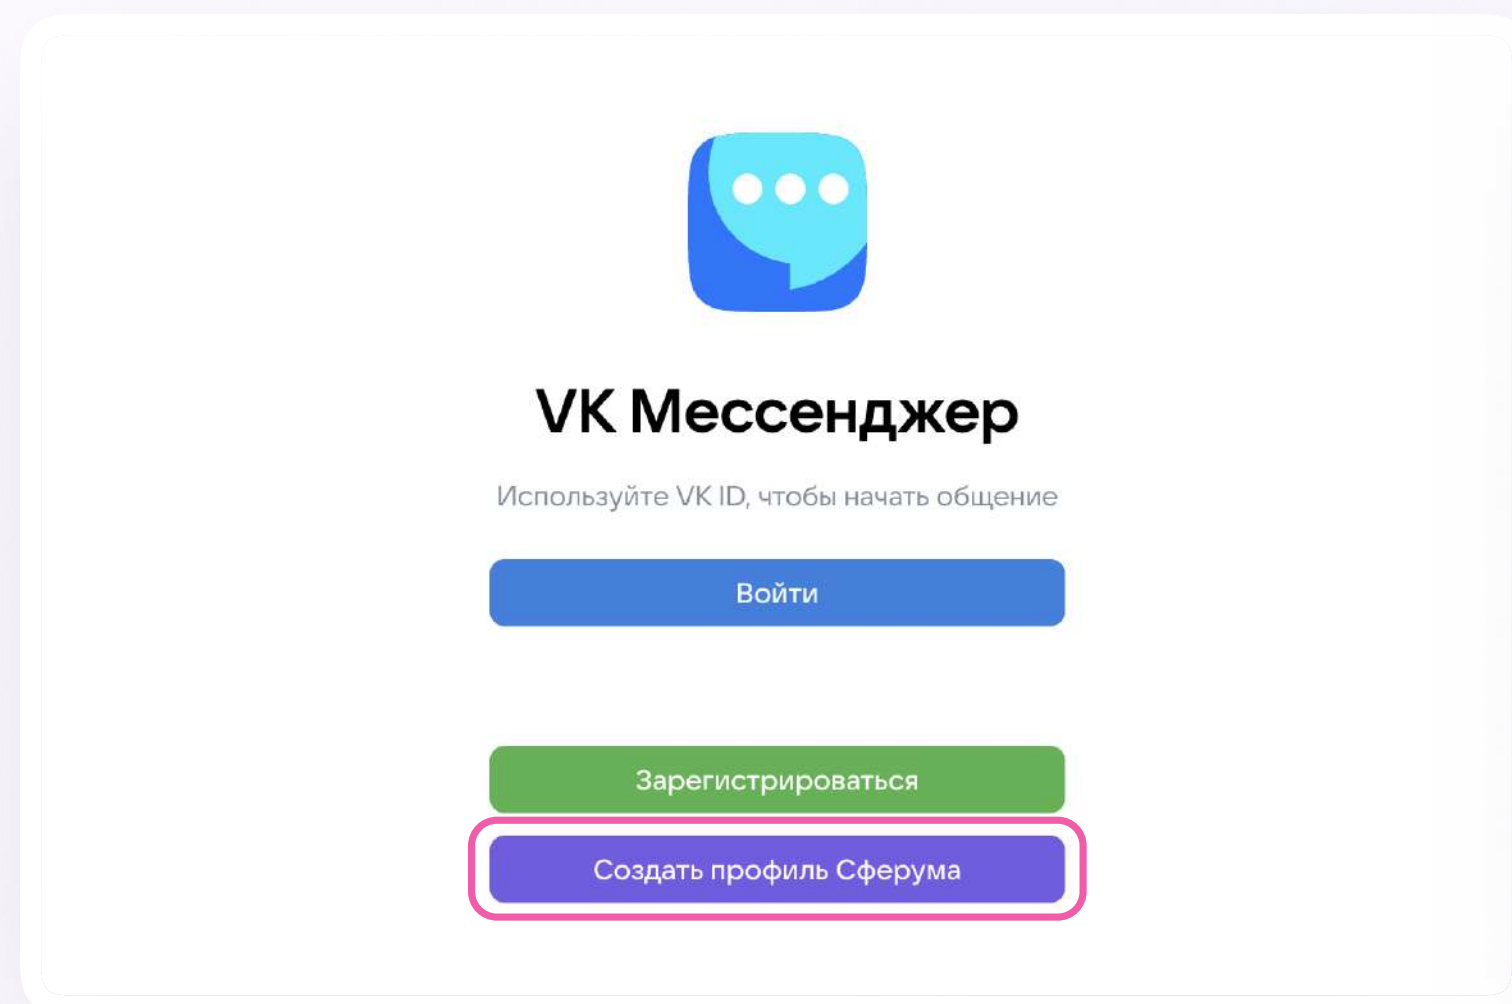 VK Мессенджер
Используйте VK ID, чтобы начать общение
Войти
Зарегистрироваться
Создать профиль Сферума